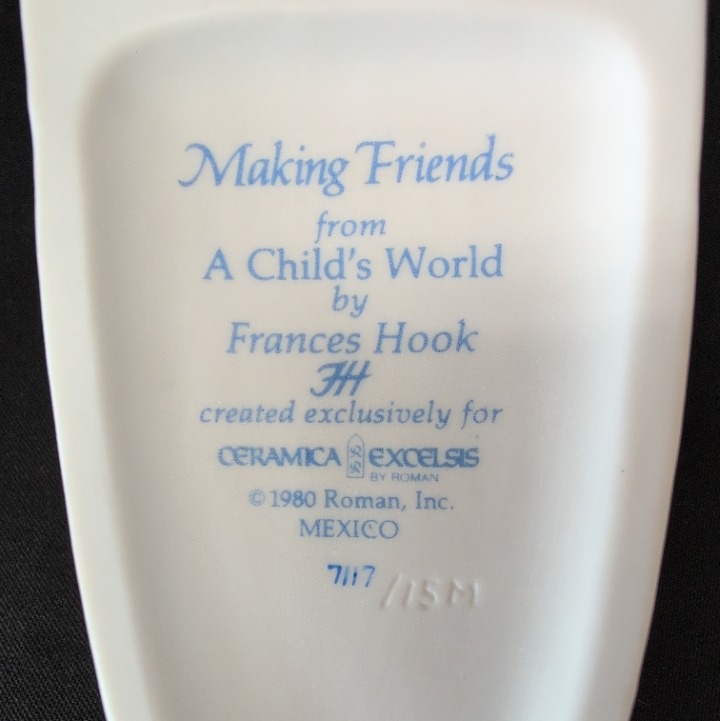 Making Friends
from
A Child's World
by
Frances Hook
FH
created exclusively for
CERAMICA EXCELSIS
BY ROMAN
© 1980 Roman, Inc.
MEXICO
7117 /15M